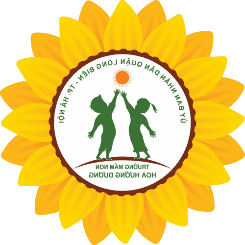 ỦY BAN NHÂN DÂN QUẬN LONG BIÊN - TP. HÀ NỘI
TRƯỜNG MẦM NON
HOA HƯỚNG DƯƠNG